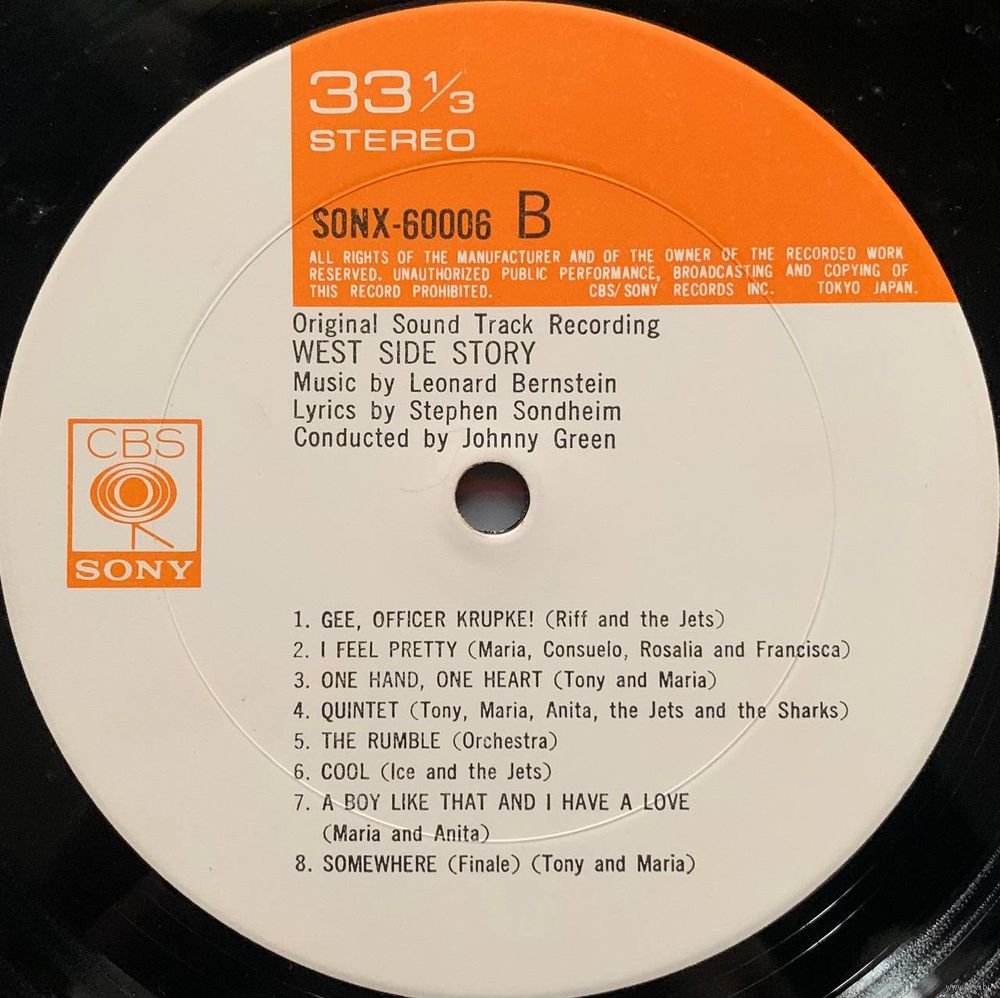 33 1/3
STEREO
SONX-60006 B
ALL RIGHTS OF THE MANUFACTURER AND OF THE OWNER OF THE RECORDED WORK
RESERVED. UNAUTHORIZED PUBLIC PERFORMANCE, BROADCASTING AND COPYING OF
THIS RECORD PROHIBITED. CBS/SONY RECORDS INC. TOKYO JAPAN.
Original Sound Track Recording
WEST SIDE STORY
Music by Leonard Bernstein
Lyrics by Stephen Sondheim
Conducted by Johnny Green
CBS
SONY
1. GEE, OFFICER KRUPKE! (Riff and the Jets)
2. I FEEL PRETTY (Maria, Consuelo, Rosalia and Francisca)
3. ONE HAND, ONE HEART (Tony and Maria)
4. QUINTET (Tony, Maria, Anita, the Jets and the Sharks)
5. THE RUMBLE (Orchestra)
6. COOL (Ice and the Jets)
7. A BOY LIKE THAT AND I HAVE A LOVE
(Maria and Anita)
8. SOMEWHERE (Finale) (Tony and Maria)